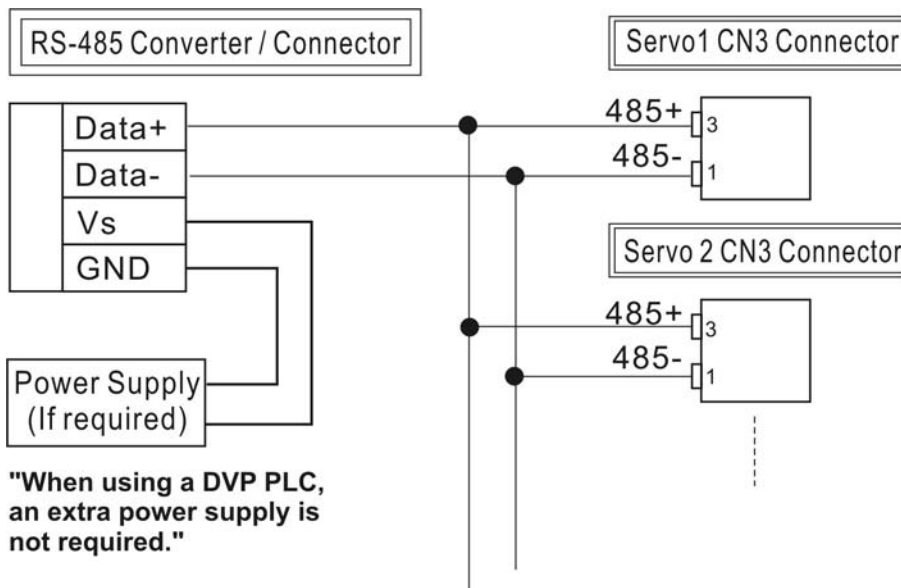 RS-485 Converter / Connector
Data+
Data-
Vs
GND
Power Supply
(If required)
"When using a DVP PLC,
an extra power supply is
not required."
Servo1 CN3 Connector
485+
3
485-
1
Servo 2 CN3 Connector
485+
3
485-
1